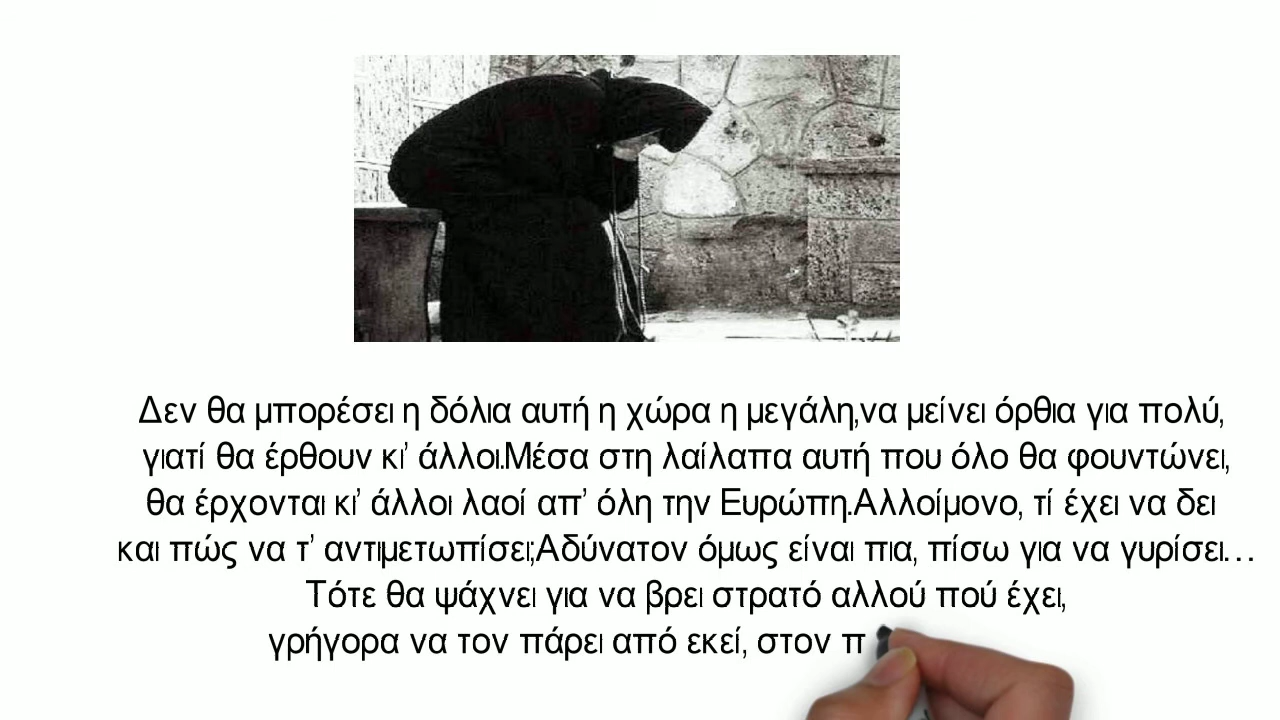 Δεν θα μπορέσει η δόλια αυτή η χώρα η μεγάλη,να μείνει όρθια για πολύ,
γιατί θα έρθουν κι' άλλοι.Μέσα στη λαίλαπα αυτή που όλο θα φουντώνει,
θα έρχονται κι' άλλοι λαοί απ' όλη την Ευρώπη.Αλλοίμονο, τί έχει να δει
και πώς να τ' αντιμετωπίσει;Αδύνατον όμως είναι πια, πίσω για να γυρίσει…
Τότε θα ψάχνει για να βρει στρατό αλλού πού έχει,
γρήγορα να τον πάρει από εκεί, στον π